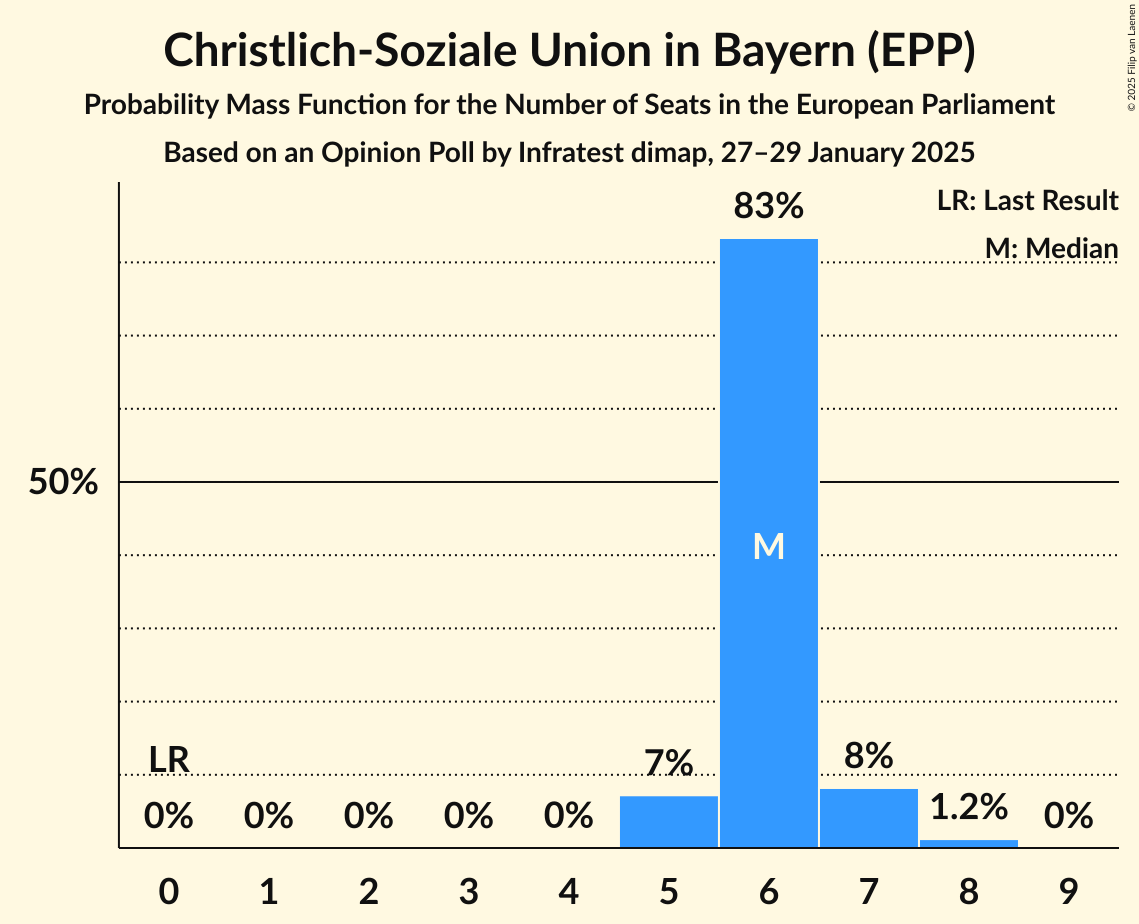 Christlich-Soziale Union in Bayern (EPP)
Probability Mass Function for the Number of Seats in the European Parliament
Based on an Opinion Poll by Infratest dimap, 27–29 January 2025
© 2025 Filip van Laenen
LR: Last Result
M: Median
83%
50%
M
LR
7%
8%
0% 0% 0% 0% 0% 1.2% 0%
0 1 2 3 4 5 6 7 8 9